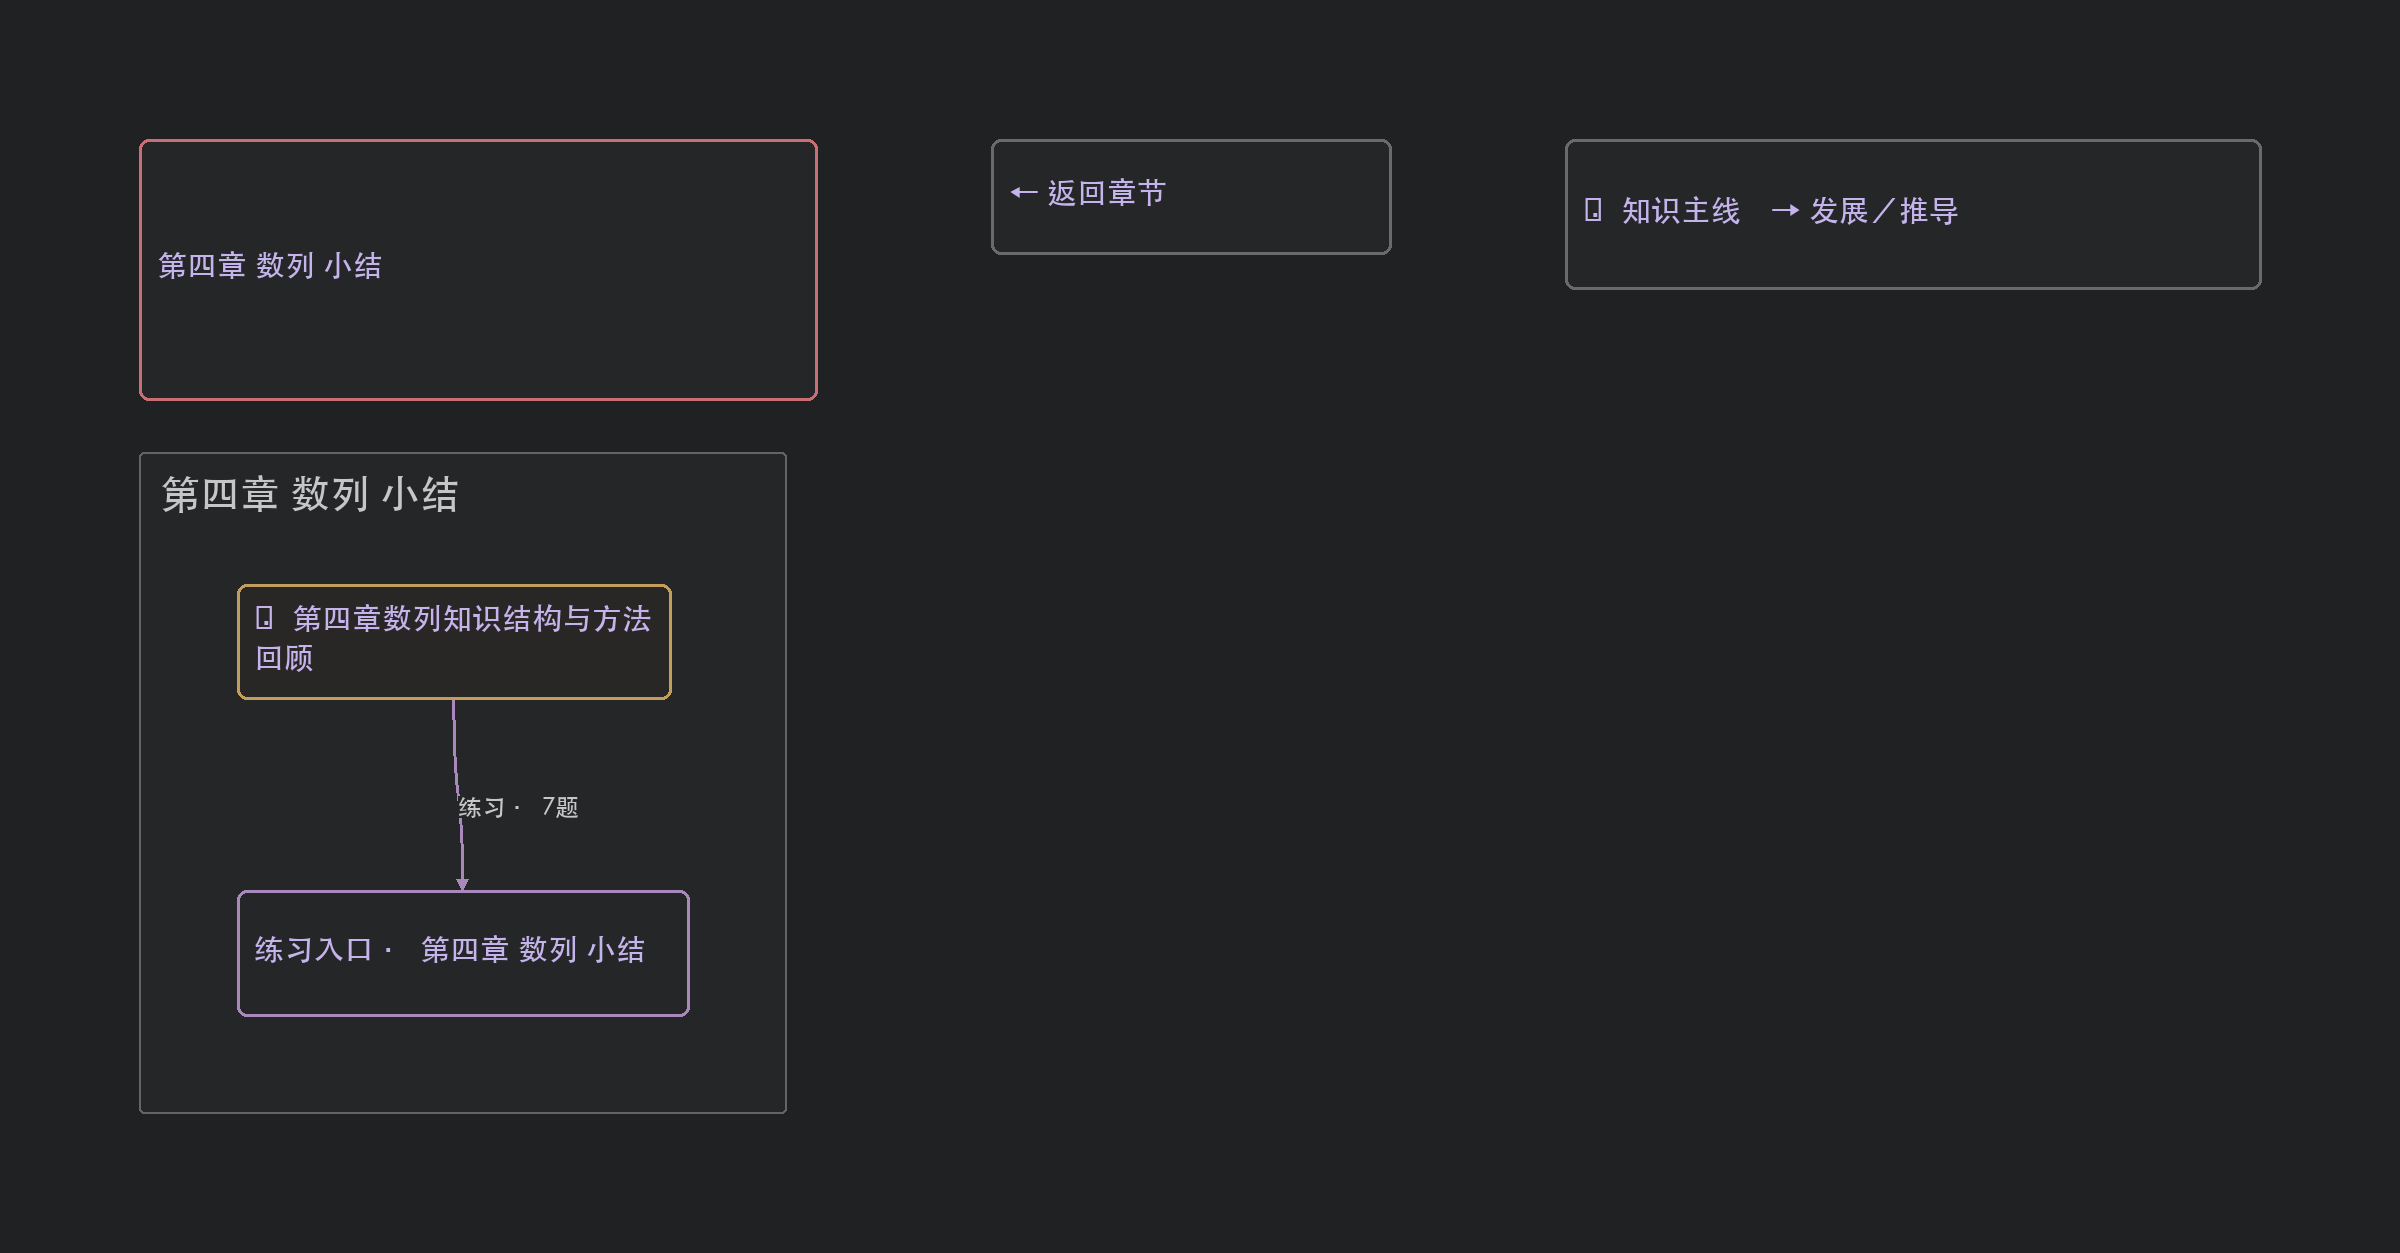 第四章 数列 小结
← 返回章节
知识主线 → 发展／推导
第四章 数列 小结
第四章数列知识结构与方法
回顾
练习 · 7题
练习入口 · 第四章 数列 小结